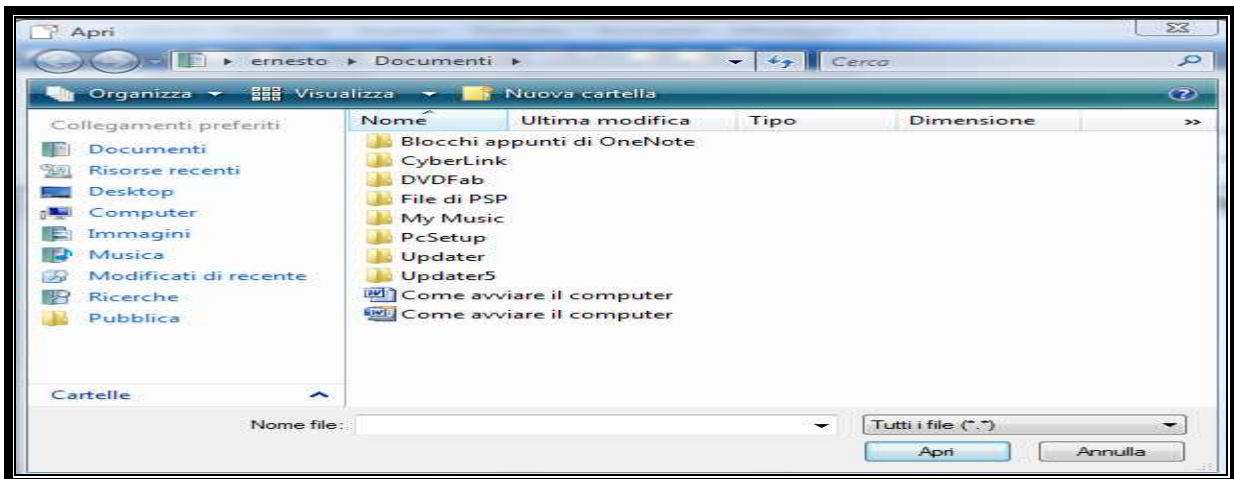 Apri
ernesto Documenti Cerca
Organizza Visualizza Nuova cartella
Collegamenti preferiti
Documenti
Risorse recenti
Desktop
Computer
Immagini
Musica
Modificati di recente
Ricerche
Pubblica
Cartelle
Nome Ultima modifica Tipo Dimensione »
Blocchi appunti di OneNote
CyberLink
DVDFab
File di PSP
My Music
PcSetup
Updater
Updater5
Come avviare il computer
Come avviare il computer
Nome file: Tutti i file (*.*)
Apri Annulla